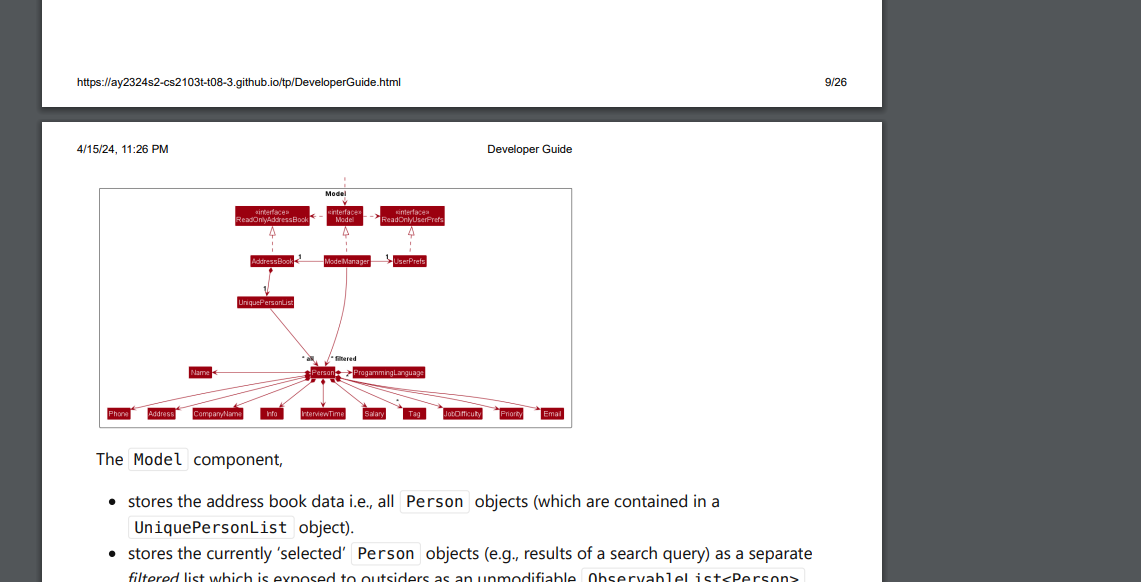 https://ay2324s2-cs2103t-t08-3.github.io/tp/DeveloperGuide.html 9/26
4/15/24, 11:26 PM Developer Guide
Model
«interface» «interface» «interface»
ReadOnlyAddressBook Model ReadOnlyUserPrefs
AddressBook 1 ModelManager 1 UserPrefs
1
UniquePersonList
* all * filtered
Name Person * ProgammingLanguage
*
Phone Address CompanyName Info InterviewTime Salary Tag JobDifficulty Priority Email
The Model component,
• stores the address book data i.e., all Person objects (which are contained in a
UniquePersonList object).
• stores the currently ‘selected’ Person objects (e.g., results of a search query) as a separate
filtered list which is exposed to outsiders as an unmodifiable ObservableList<Person>